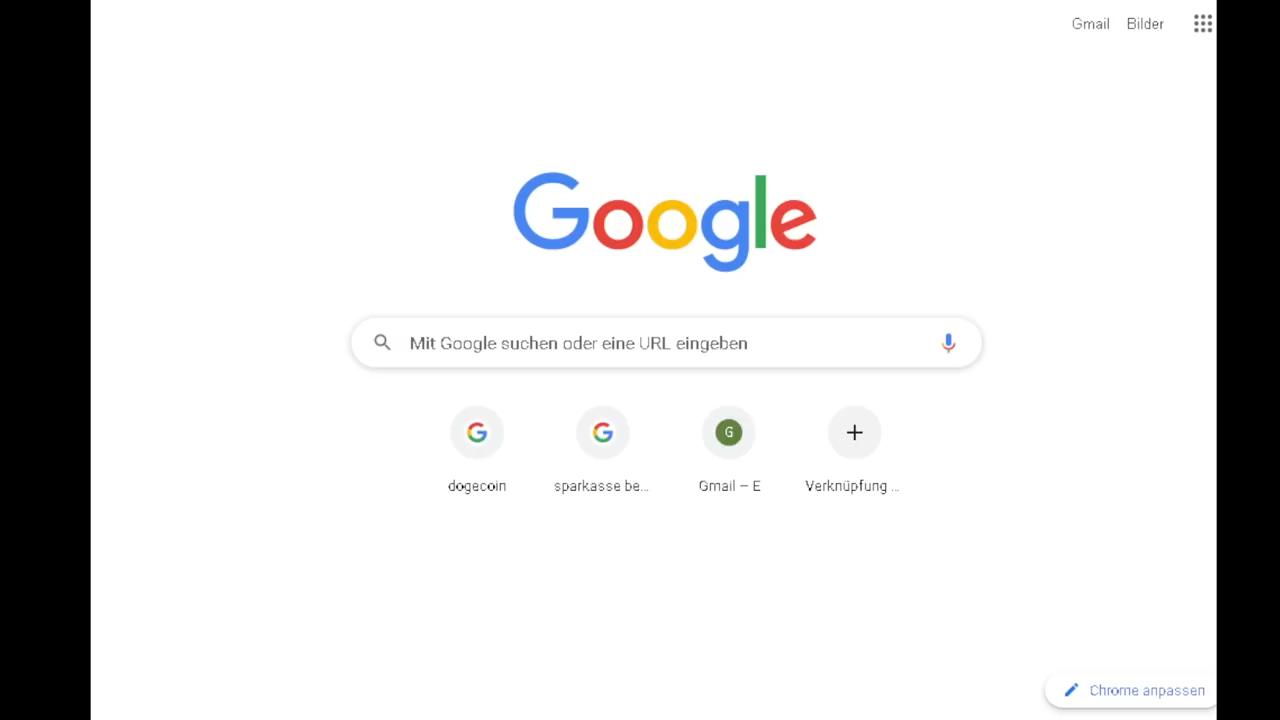 Gmail Bilder
Google
Mit Google suchen oder eine URL eingeben
G
dogecoin sparkasse be... Gmail – E Verknüpfung ...
Chrome anpassen